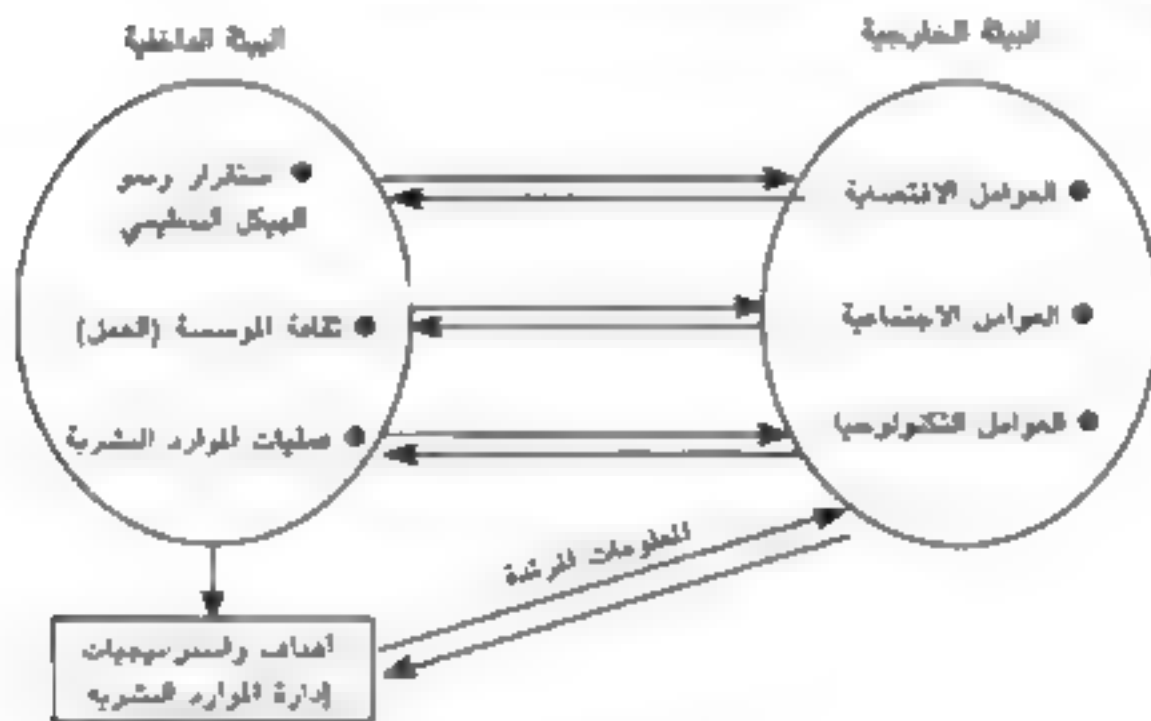 البيئة الخارجية
البيئة الداخلية
● العوامل الاقتصادية
● العوامل الاجتماعية
● العوامل التكنولوجيا
● ستقرار ونمو
الهيكل التنظيمي
● ثقافة المؤسسة (العمل)
● عمليات الموارد البشرية
المعلومات المرتدة
أهداف واستراتيجيات
إدارة الموارد البشرية